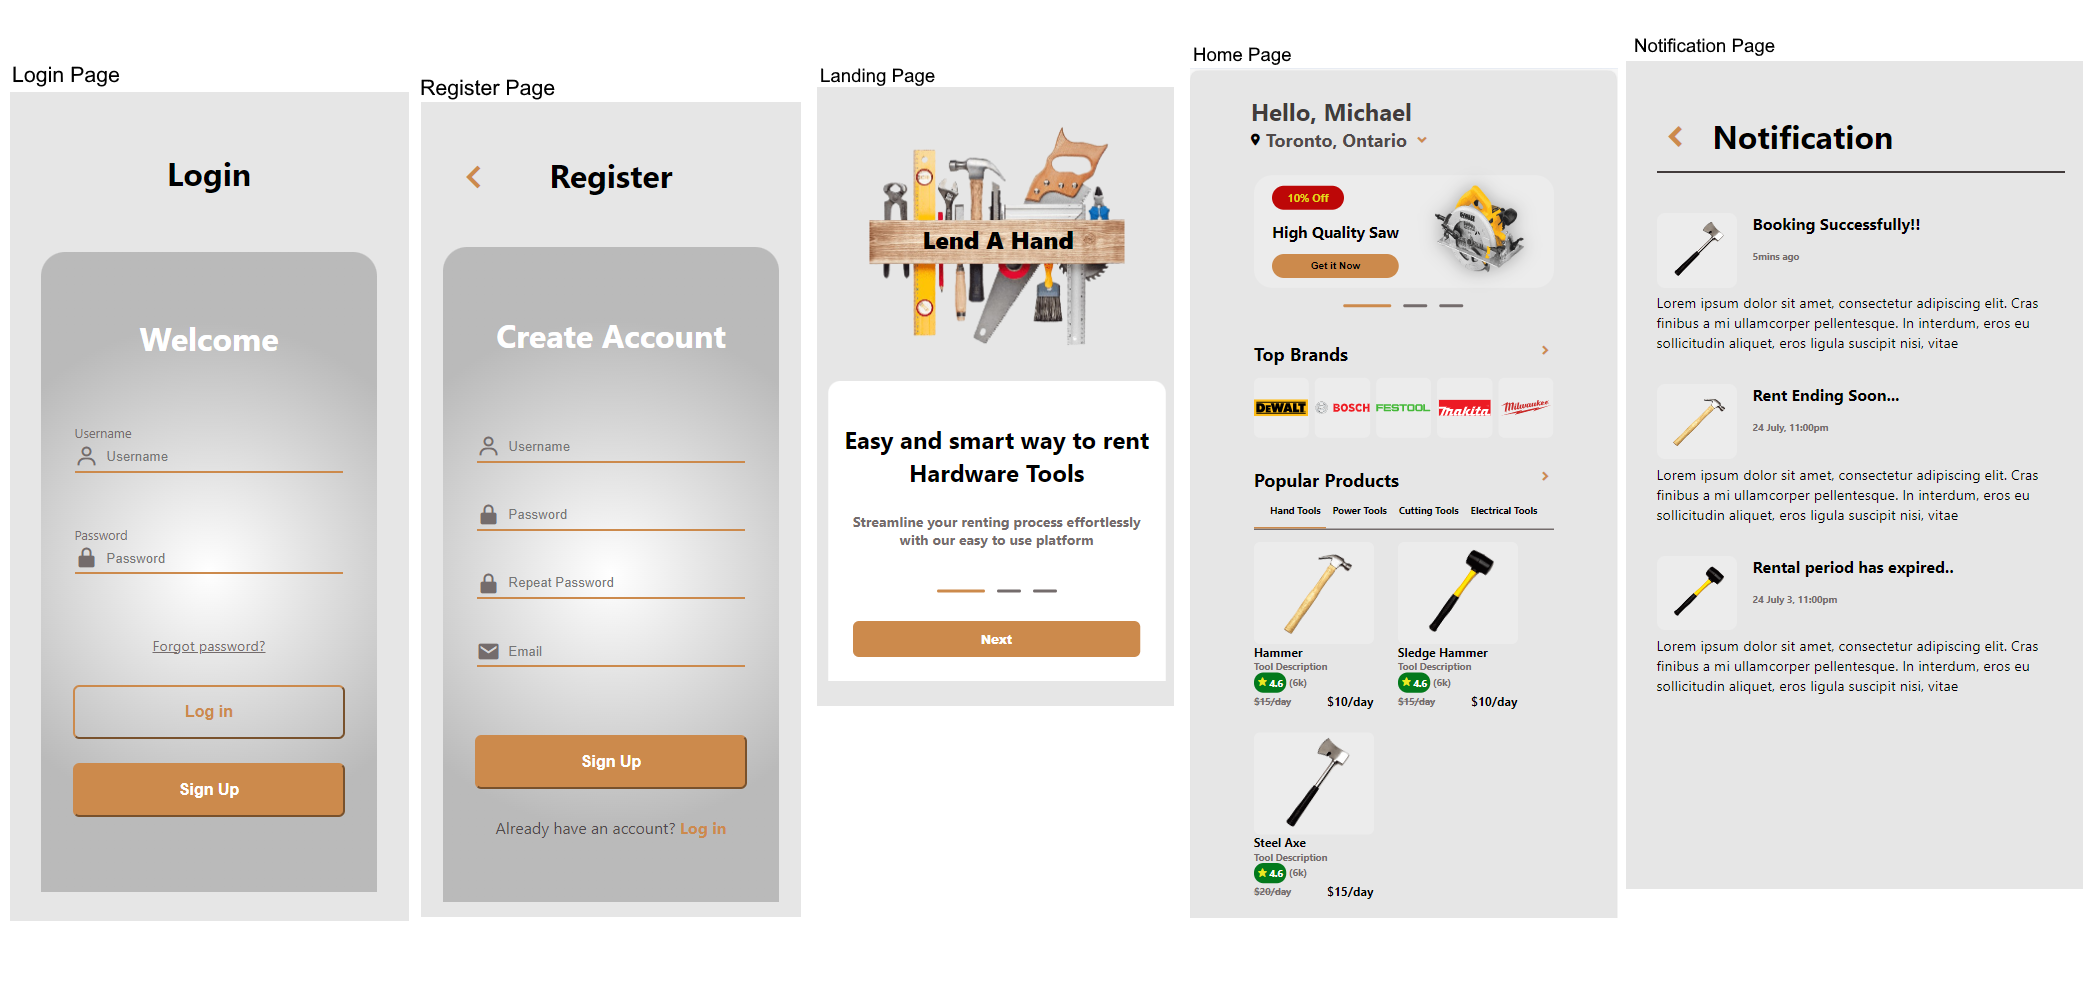 Login Page
Login
Welcome
Username
Username
Password
Password
Forgot password?
Log in
Sign Up
Register Page
Register
Create Account
Username
Password
Repeat Password
Email
Sign Up
Already have an account? Log in
Landing Page
Lend A Hand
Easy and smart way to rent
Hardware Tools
Streamline your renting process effortlessly
with our easy to use platform
Next
Home Page
Hello, Michael
Toronto, Ontario
10% Off
High Quality Saw
Get it Now
Top Brands
DEWALT BOSCH FESTOOL makita Milwaukee
Popular Products
Hand Tools Power Tools Cutting Tools Electrical Tools
Hammer
Tool Description
4.6 (6k)
$15/day $10/day
Sledge Hammer
Tool Description
4.6 (6k)
$15/day $10/day
Steel Axe
Tool Description
4.6 (6k)
$20/day $15/day
Notification Page
Notification
Booking Successfully!!
5mins ago
Lorem ipsum dolor sit amet, consectetur adipiscing elit. Cras
finibus a mi ullamcorper pellentesque. In interdum, eros eu
sollicitudin aliquet, eros ligula suscipit nisi, vitae
Rent Ending Soon...
24 July, 11:00pm
Lorem ipsum dolor sit amet, consectetur adipiscing elit. Cras
finibus a mi ullamcorper pellentesque. In interdum, eros eu
sollicitudin aliquet, eros ligula suscipit nisi, vitae
Rental period has expired..
24 July 3, 11:00pm
Lorem ipsum dolor sit amet, consectetur adipiscing elit. Cras
finibus a mi ullamcorper pellentesque. In interdum, eros eu
sollicitudin aliquet, eros ligula suscipit nisi, vitae